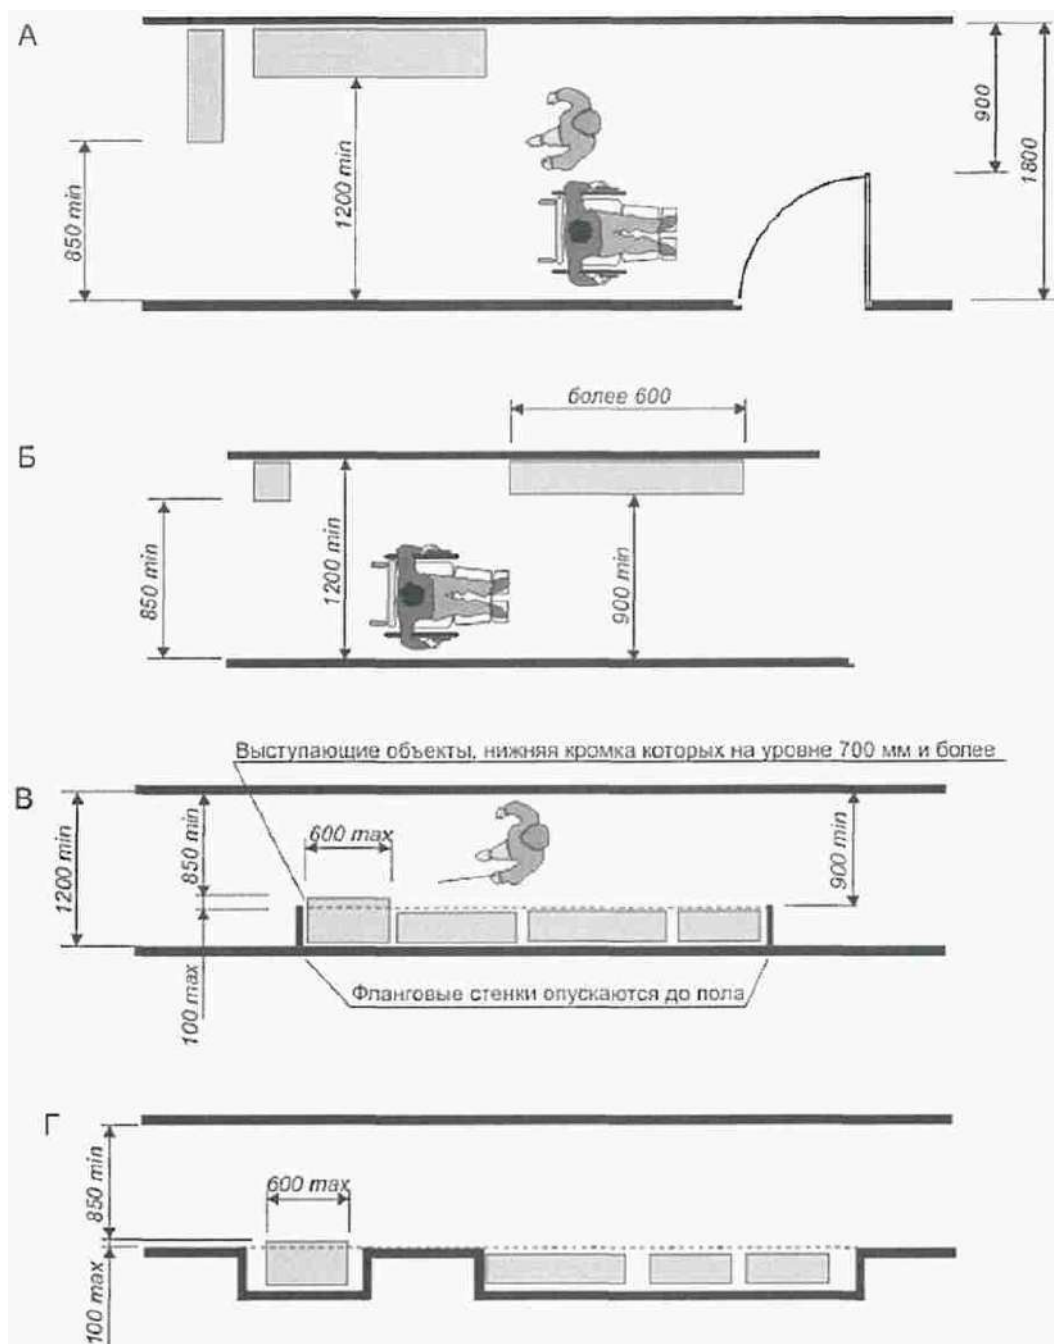 А
850 min
1200 min
900
1800
более 600
Б
850 min
1200 min
900 min
Выступающие объекты, нижняя кромка которых на уровне 700 мм и более
В
1200 min
850 min
600 max
900 min
100 max
Фланговые стенки опускаются до пола
Г
850 min
600 max
100 max